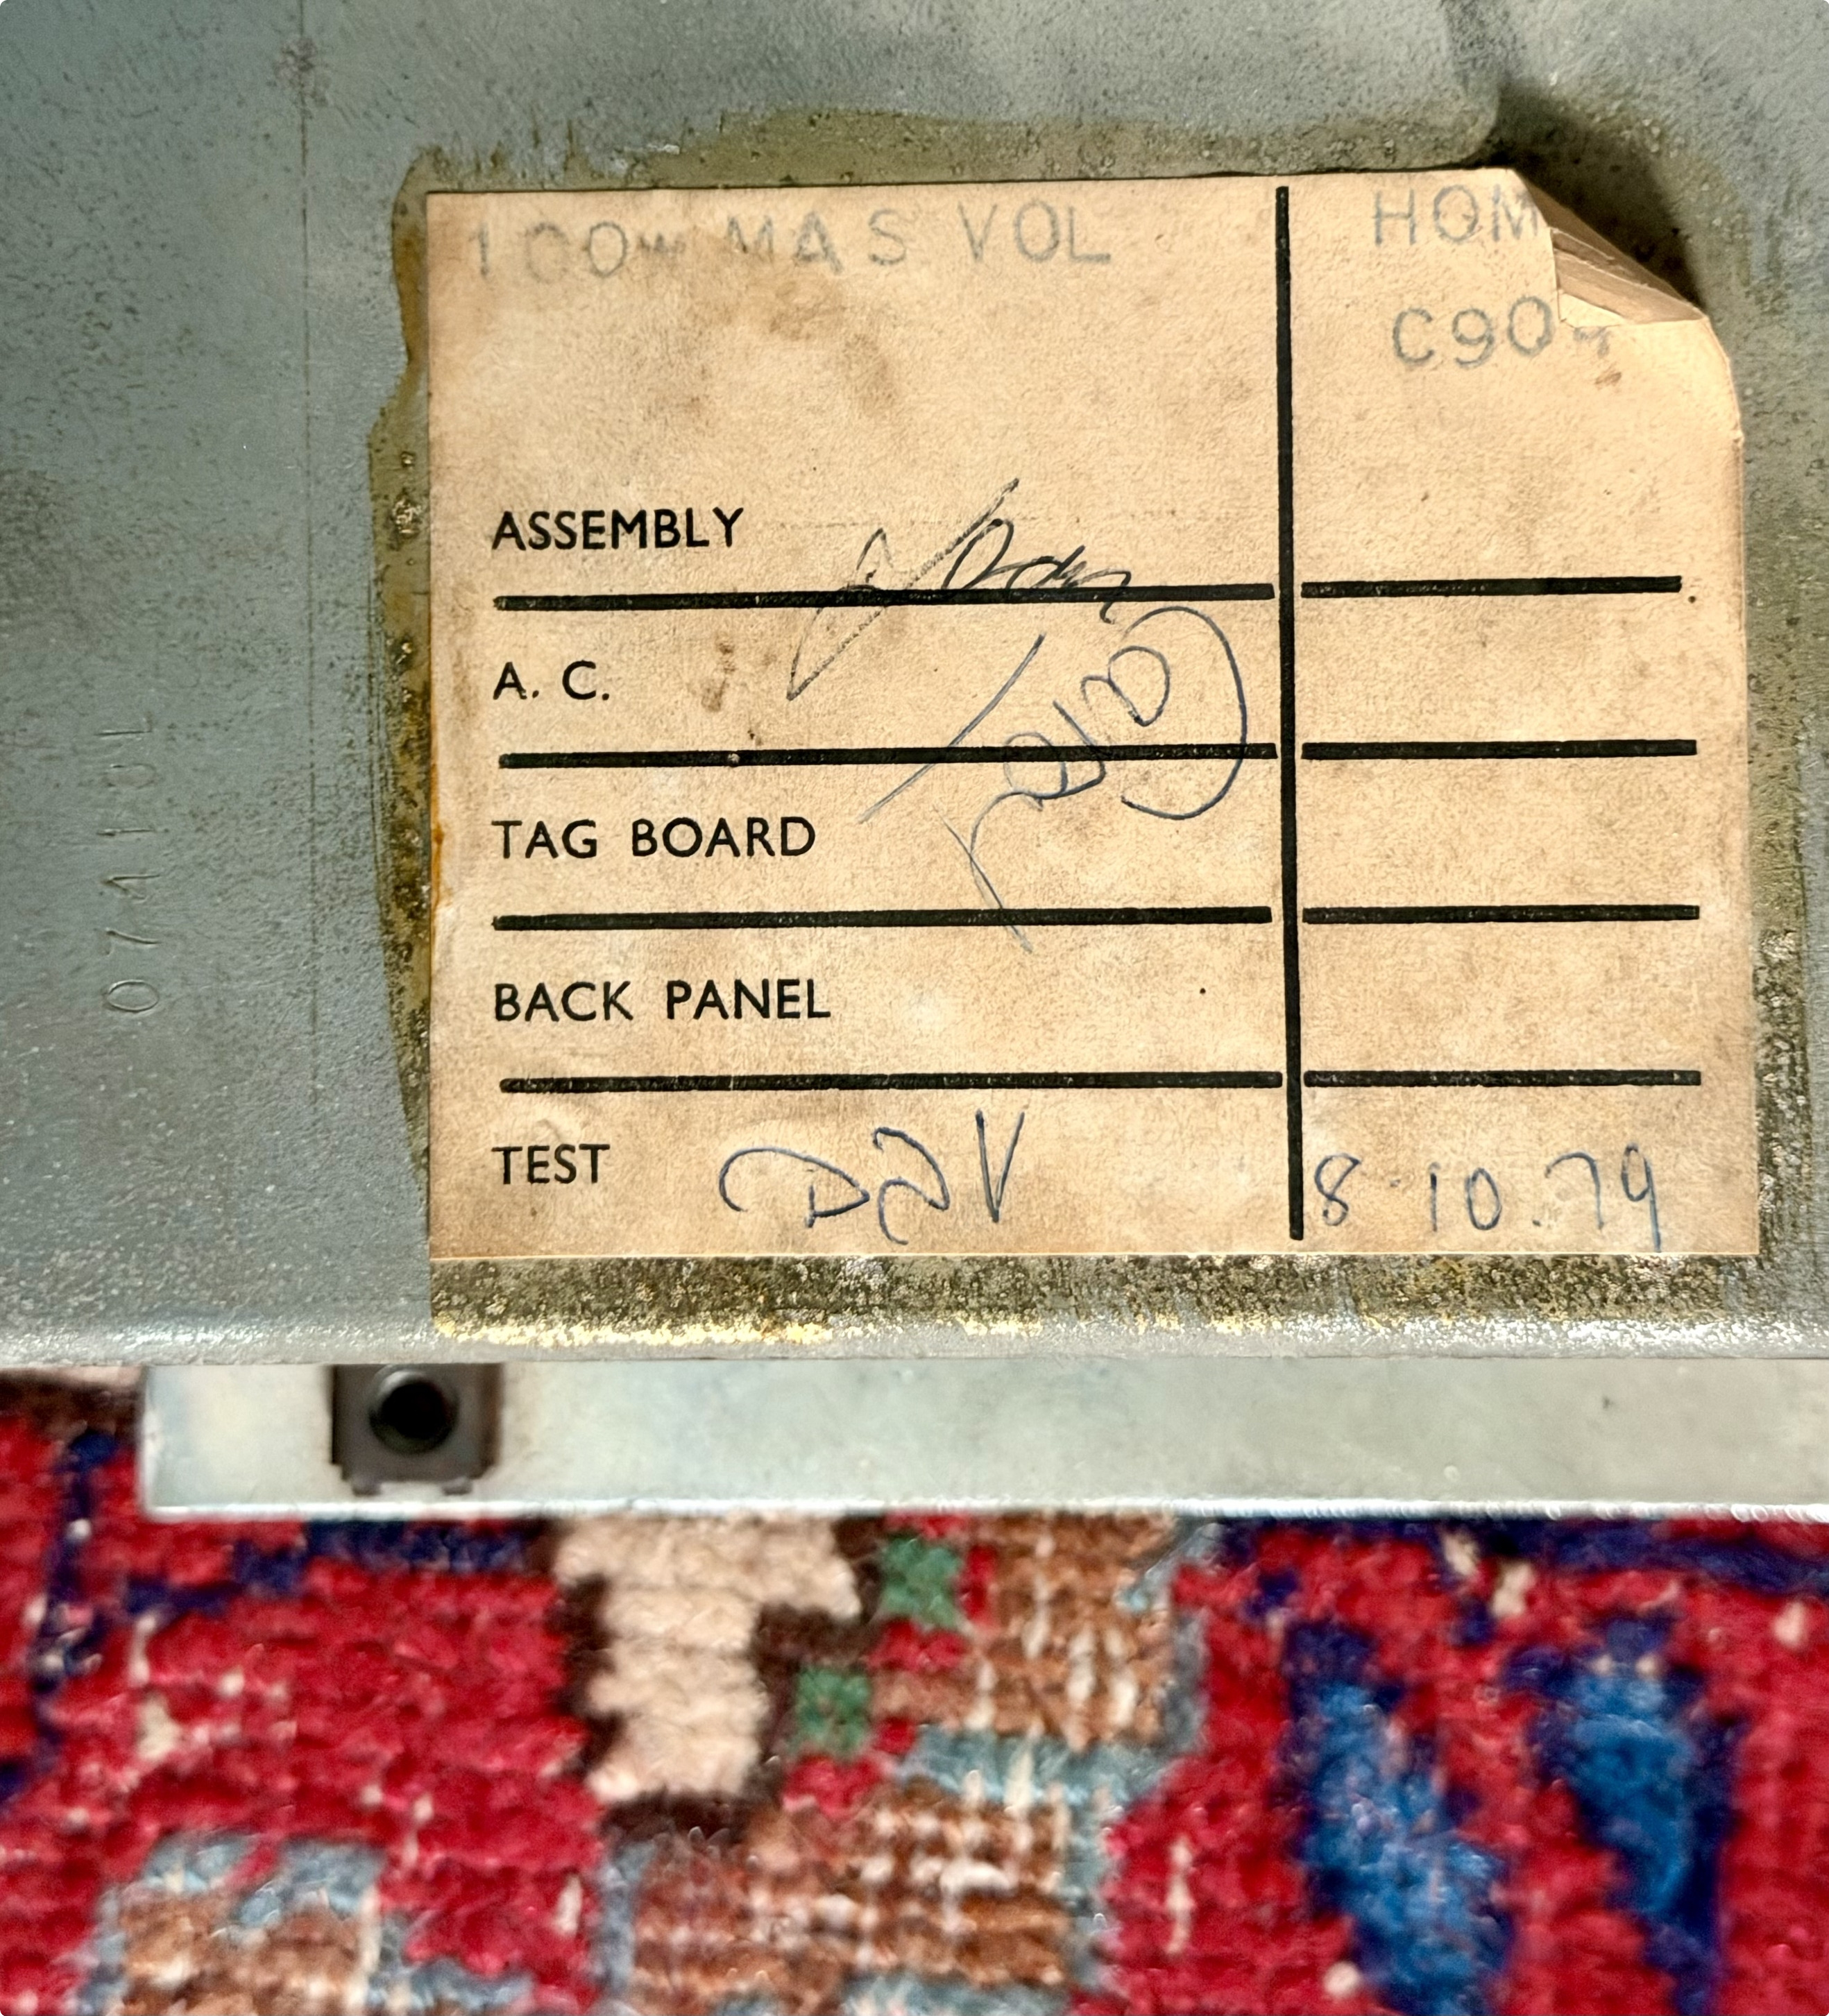 100w MAS VOL HOM
C90
ASSEMBLY
A. C.
TAG BOARD
BACK PANEL
TEST 8 10.79
074101